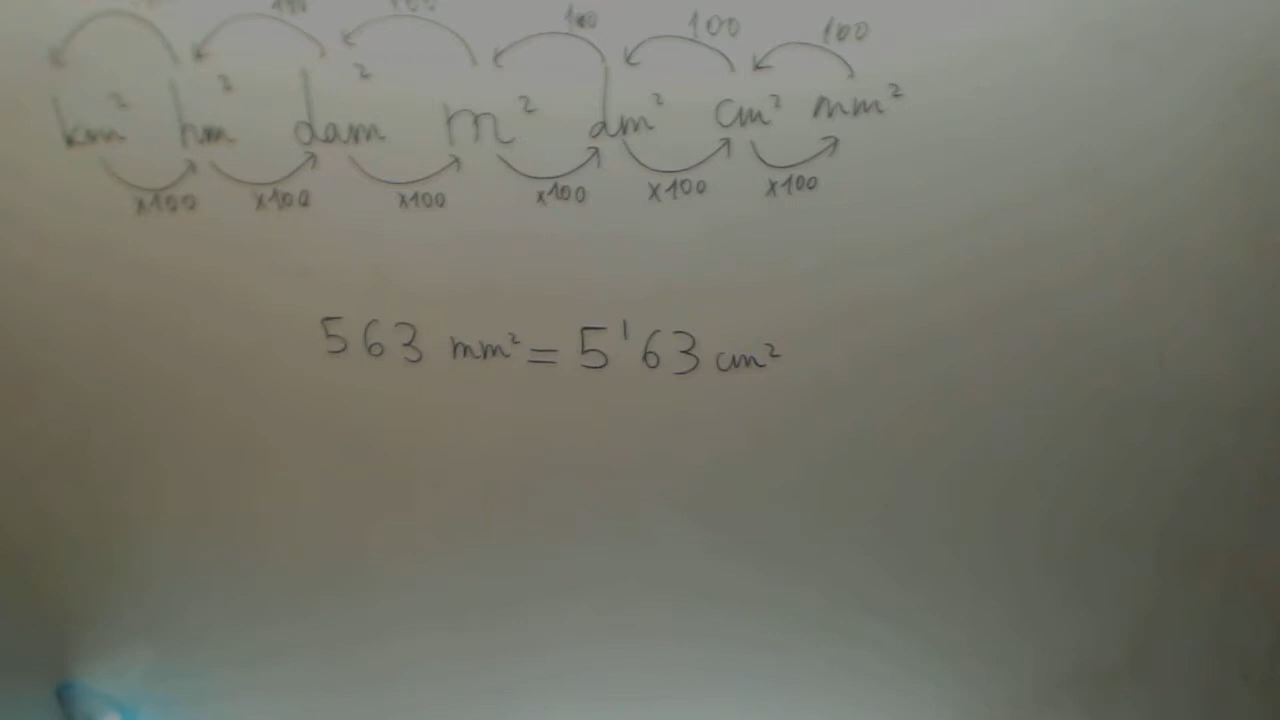 100 100 100
km² hm² dam² m² dm² cm² mm²
x100 x100 x100 x100 x100 x100
563 mm² = 5'63 cm²